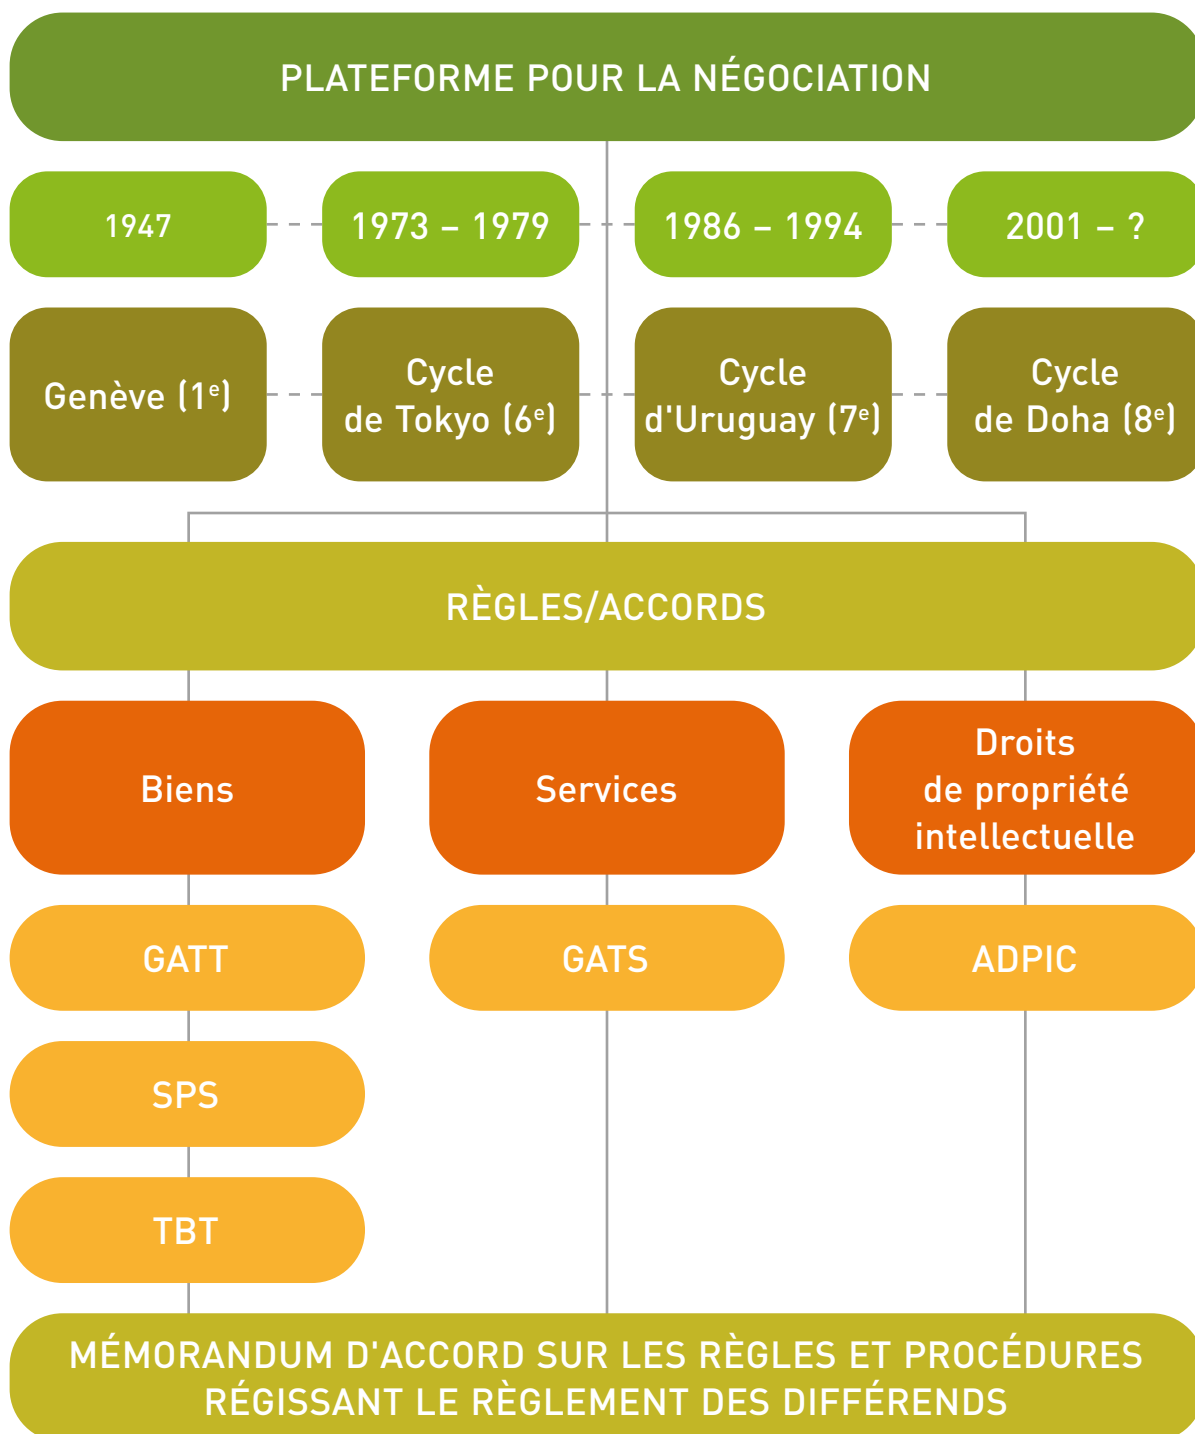 PLATEFORME POUR LA NÉGOCIATION
1947
1973 – 1979
1986 – 1994
2001 – ?
Genève (1e)
Cycle
de Tokyo (6e)
Cycle
d'Uruguay (7e)
Cycle
de Doha (8e)
RÈGLES/ACCORDS
Biens
Services
Droits
de propriété
intellectuelle
GATT
GATS
ADPIC
SPS
TBT
MÉMORANDUM D'ACCORD SUR LES RÈGLES ET PROCÉDURES
RÉGISSANT LE RÈGLEMENT DES DIFFÉRENDS